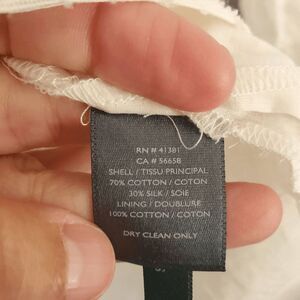 RN # 41381
CA # 56658
SHELL / TISSU PRINCIPAL
70% COTTON / COTON
30% SILK / SOIE
LINING / DOUBLURE
100% COTTON / COTON
DRY CLEAN ONLY